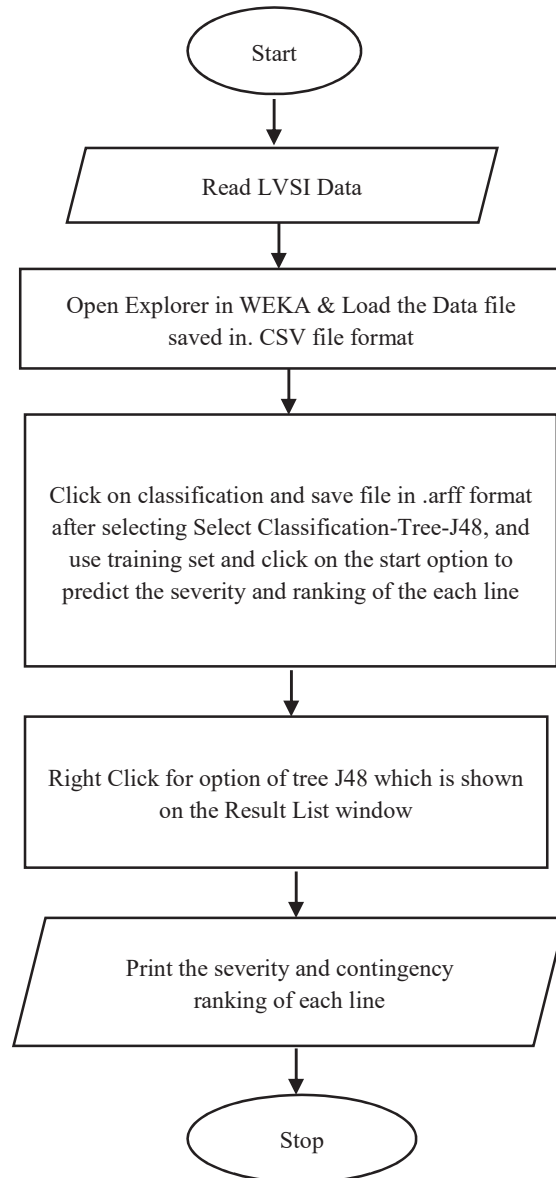 Start
Read LVSI Data
Open Explorer in WEKA & Load the Data file
saved in. CSV file format
Click on classification and save file in .arff format
after selecting Select Classification-Tree-J48, and
use training set and click on the start option to
predict the severity and ranking of the each line
Right Click for option of tree J48 which is shown
on the Result List window
Print the severity and contingency
ranking of each line
Stop